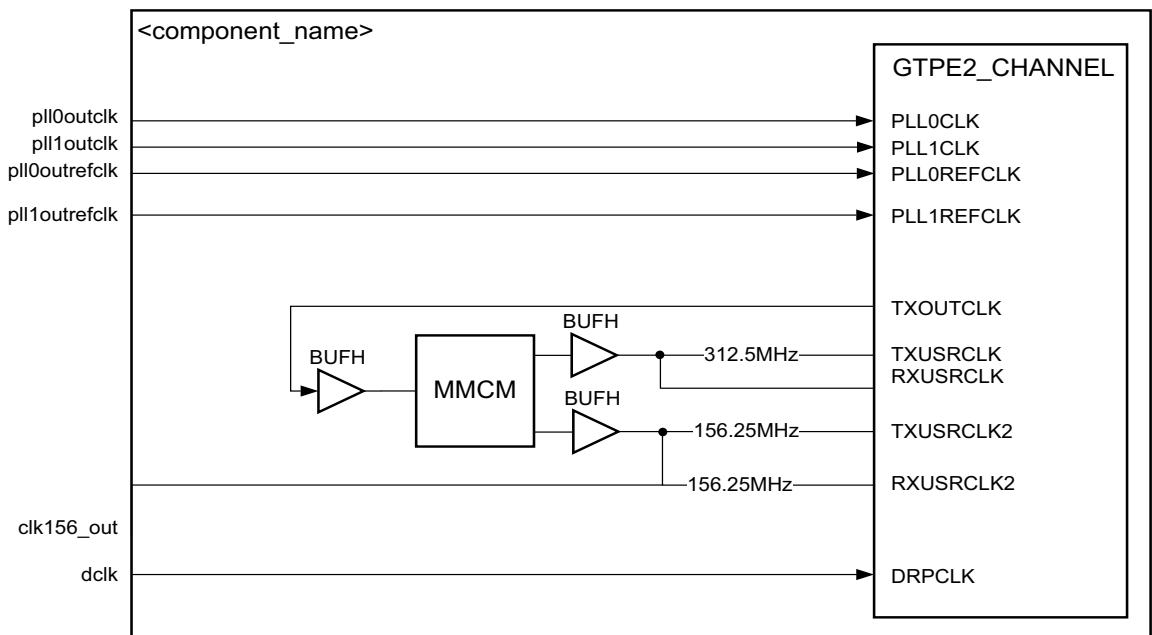 <component_name>
GTPE2_CHANNEL
pll0outclk
PLL0CLK
pll1outclk
PLL1CLK
pll0outrefclk
PLL0REFCLK
pll1outrefclk
PLL1REFCLK
TXOUTCLK
BUFH
BUFH
312.5MHz
TXUSRCLK
RXUSRCLK
MMCM
BUFH
156.25MHz
TXUSRCLK2
156.25MHz
RXUSRCLK2
clk156_out
dclk
DRPCLK